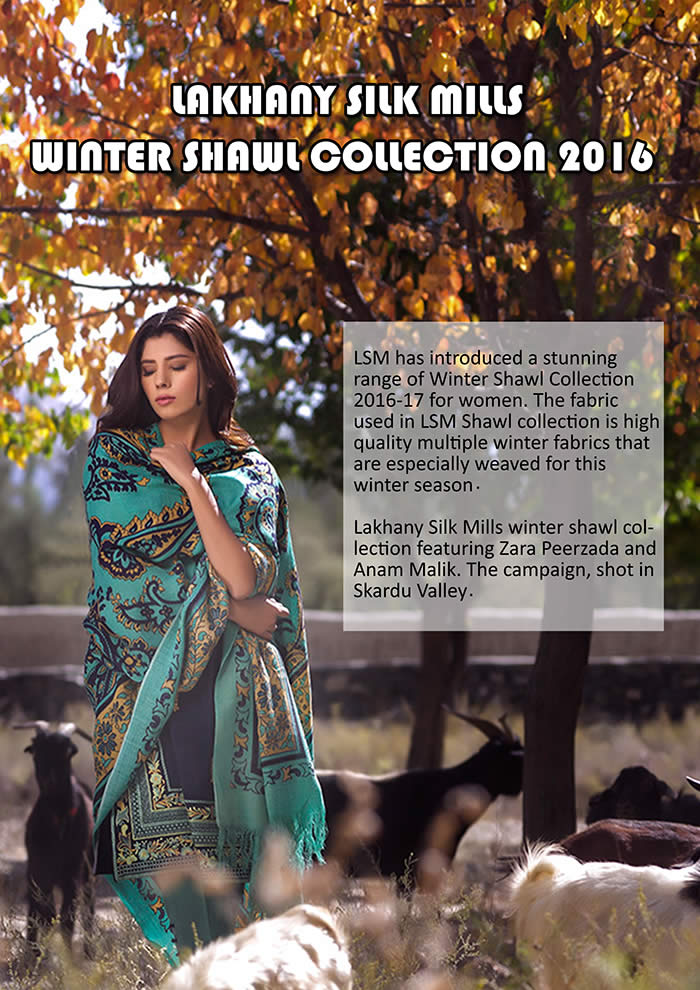 LAKHANY SILK MILLS
WINTER SHAWL COLLECTION 2016
LSM has introduced a stunning
range of Winter Shawl Collection
2016-17 for women. The fabric
used in LSM Shawl collection is high
quality multiple winter fabrics that
are especially weaved for this
winter season.
Lakhany Silk Mills winter shawl col-
lection featuring Zara Peerzada and
Anam Malik. The campaign, shot in
Skardu Valley.